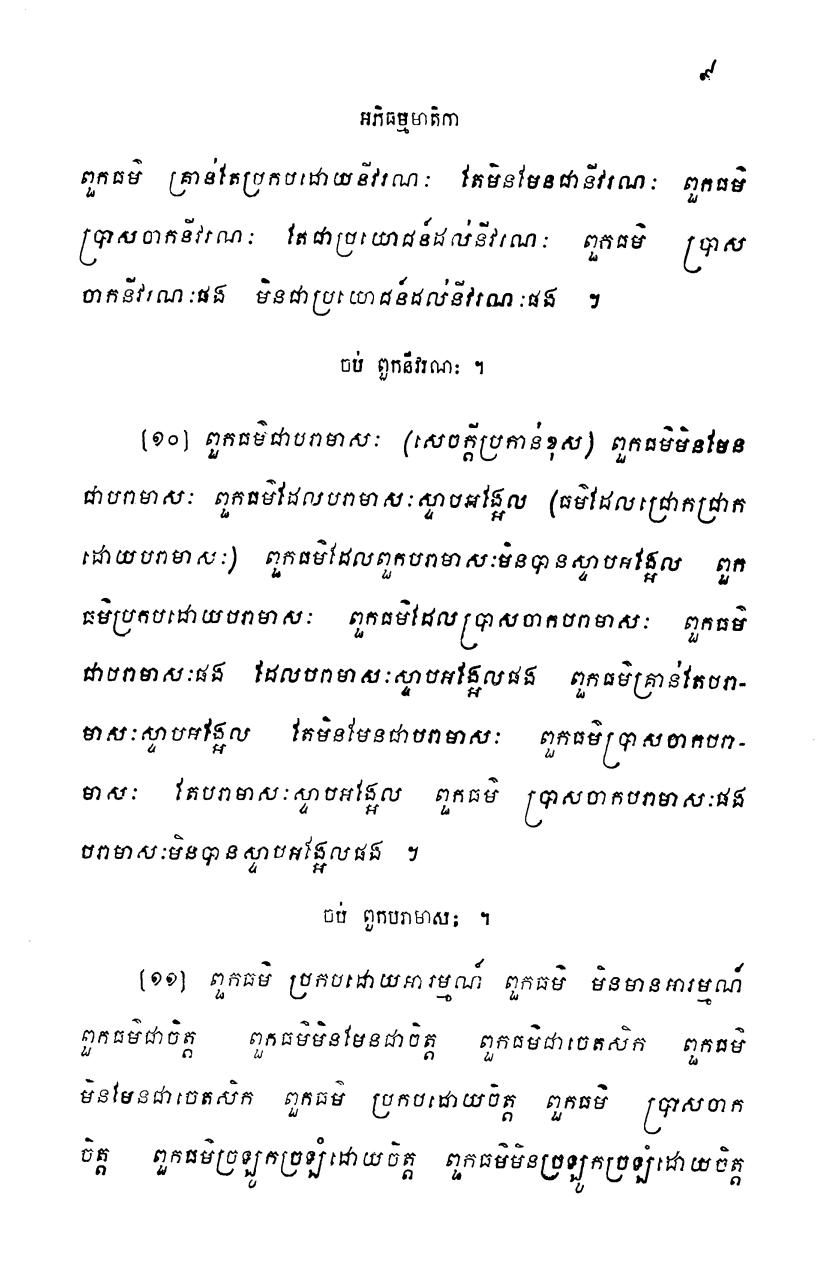 ៩
អភិធម្មមាតិកា
ពួកធម៌ គ្រាន់តែប្រកបដោយនីវរណៈ តែមិនមែនជានីវរណៈ ពួកធម៌
ប្រាសចាកនីវរណៈ តែជាប្រយោជន៍ដល់នីវរណៈ ពួកធម៌ ប្រាស
ចាកនីវរណៈផង មិនជាប្រយោជន៍ដល់នីវរណៈផង ។
ចប់ ពួកនីវរណៈ ។
(១០) ពួកធម៌ជាបរាមាសៈ (សេចក្តីប្រកាន់ខុស) ពួកធម៌មិនមែន
ជាបរាមាសៈ ពួកធម៌ដែលបរាមាសៈស្ទាបអង្អែល (ធម៌ដែលជ្រោកជ្រាក
ដោយបរាមាសៈ) ពួកធម៌ដែលពួកបរាមាសៈមិនបានស្ទាបអង្អែល ពួក
ធម៌ប្រកបដោយបរាមាសៈ ពួកធម៌ដែលប្រាសចាកបរាមាសៈ ពួកធម៌
ជាបរាមាសៈផង ដែលបរាមាសៈស្ទាបអង្អែលផង ពួកធម៌គ្រាន់តែបរា-
មាសៈស្ទាបអង្អែល តែមិនមែនជាបរាមាសៈ ពួកធម៌ប្រាសចាកបរា-
មាសៈ តែបរាមាសៈស្ទាបអង្អែល ពួកធម៌ ប្រាសចាកបរាមាសៈផង
បរាមាសៈមិនបានស្ទាបអង្អែលផង ។
ចប់ ពួកបរាមាសៈ ។
(១១) ពួកធម៌ ប្រកបដោយអារម្មណ៍ ពួកធម៌ មិនមានអារម្មណ៍
ពួកធម៌ជាចិត្ត ពួកធម៌មិនមែនជាចិត្ត ពួកធម៌ជាចេតសិក ពួកធម៌
មិនមែនជាចេតសិក ពួកធម៌ ប្រកបដោយចិត្ត ពួកធម៌ ប្រាសចាក
ចិត្ត ពួកធម៌ច្រឡូកច្រឡំដោយចិត្ត ពួកធម៌មិនច្រឡូកច្រឡំដោយចិត្ត